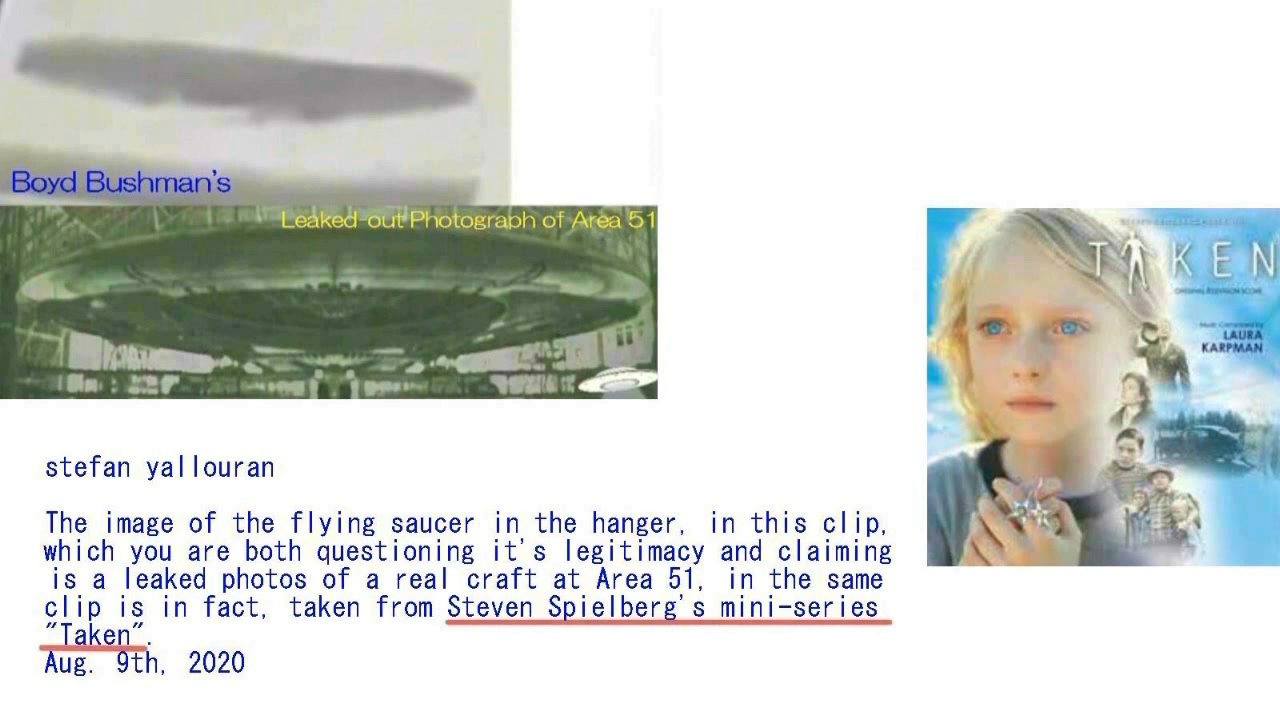 Boyd Bushman's
Leaked-out Photograph of Area 51
TAKEN
ORIGINAL TELEVISION SCORE
Music Composed by
LAURA
KARPMAN
stefan yallouran
The image of the flying saucer in the hanger, in this clip,
which you are both questioning it's legitimacy and claiming
is a leaked photos of a real craft at Area 51, in the same
clip is in fact, taken from Steven Spielberg's mini-series
"Taken".
Aug. 9th, 2020